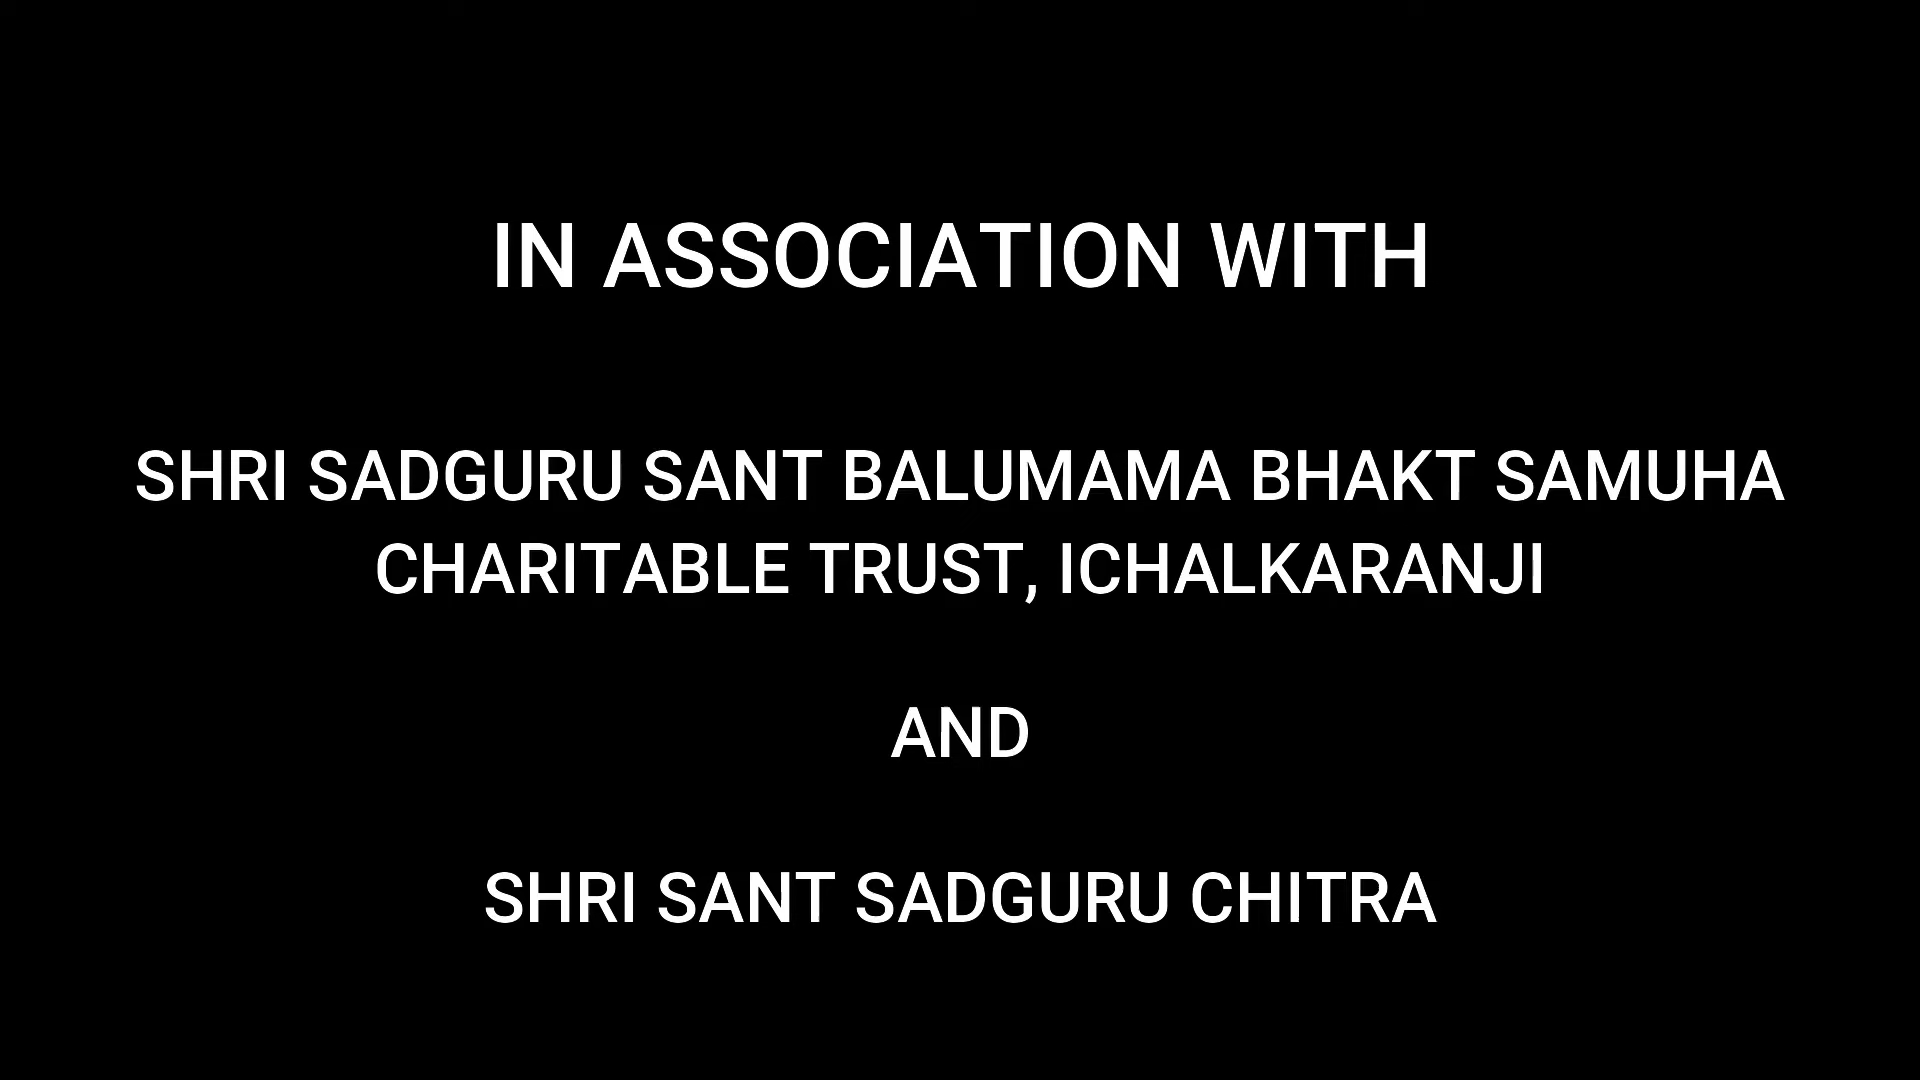 IN ASSOCIATION WITH
SHRI SADGURU SANT BALUMAMA BHAKT SAMUHA
CHARITABLE TRUST, ICHALKARANJI
AND
SHRI SANT SADGURU CHITRA